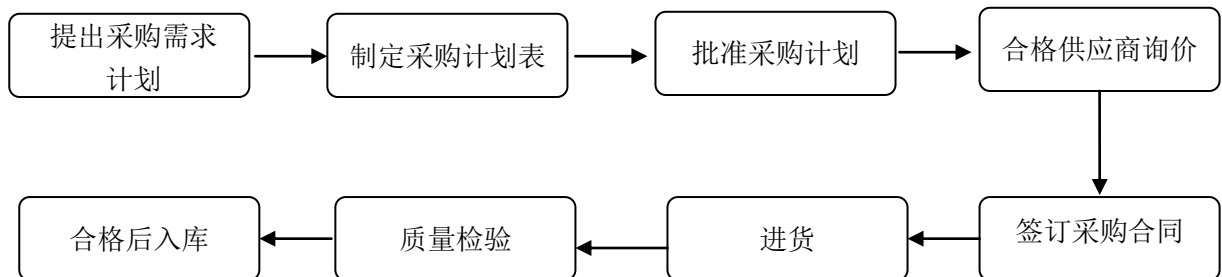 提出采购需求
计划
制定采购计划表
批准采购计划
合格供应商询价
签订采购合同
进货
质量检验
合格后入库